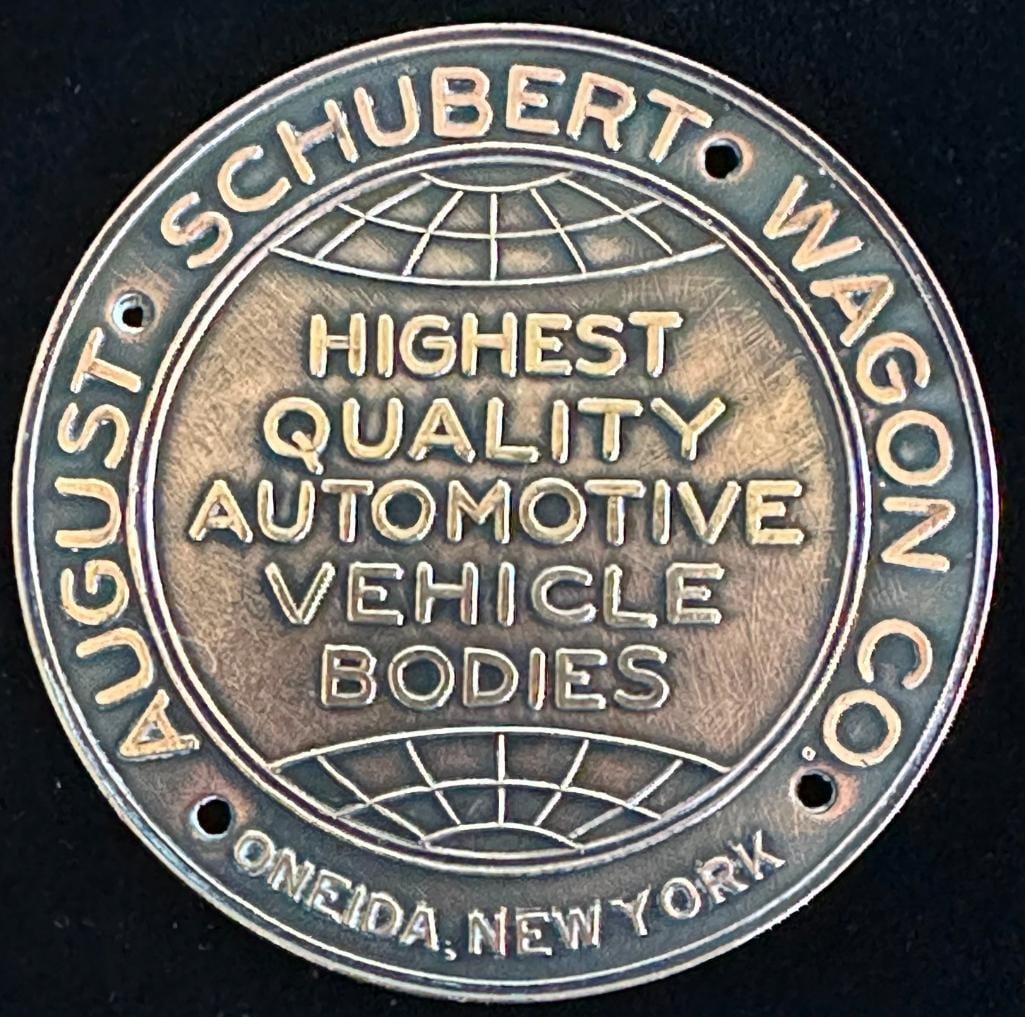 AUGUST SCHUBERT WAGON CO.
HIGHEST
QUALITY
AUTOMOTIVE
VEHICLE
BODIES
ONEIDA, NEW YORK